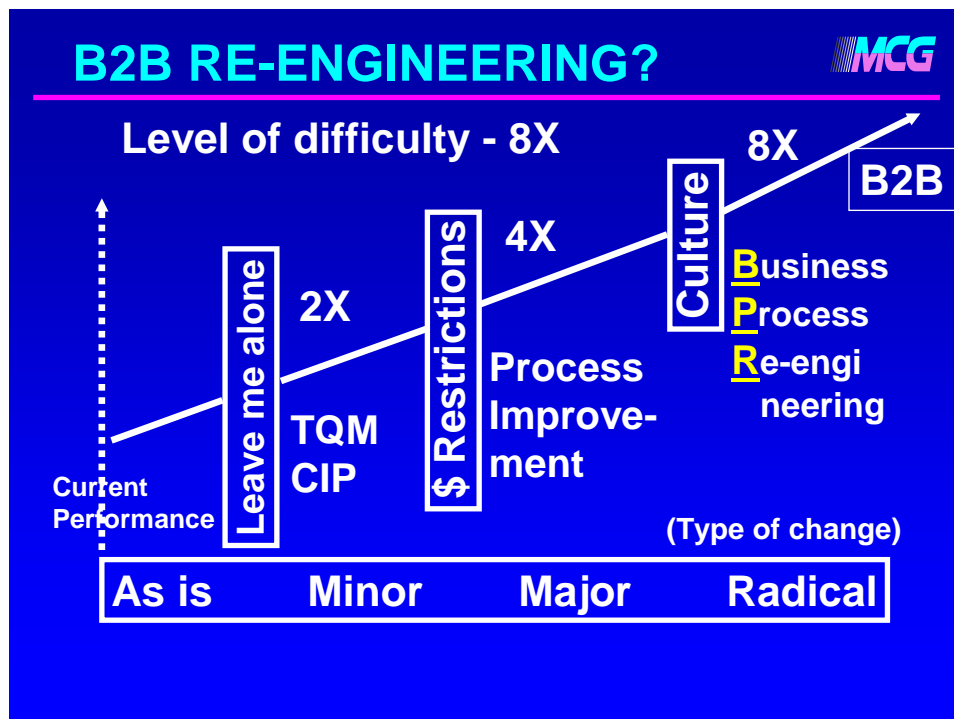 B2B RE-ENGINEERING?
MCG
Level of difficulty - 8X
8X
B2B
Culture
4X
$ Restrictions
2X
Leave me alone
Business
Process
Re-engi
neering
Process
Improve-
ment
TQM
CIP
Current
Performance
(Type of change)
As is Minor Major Radical